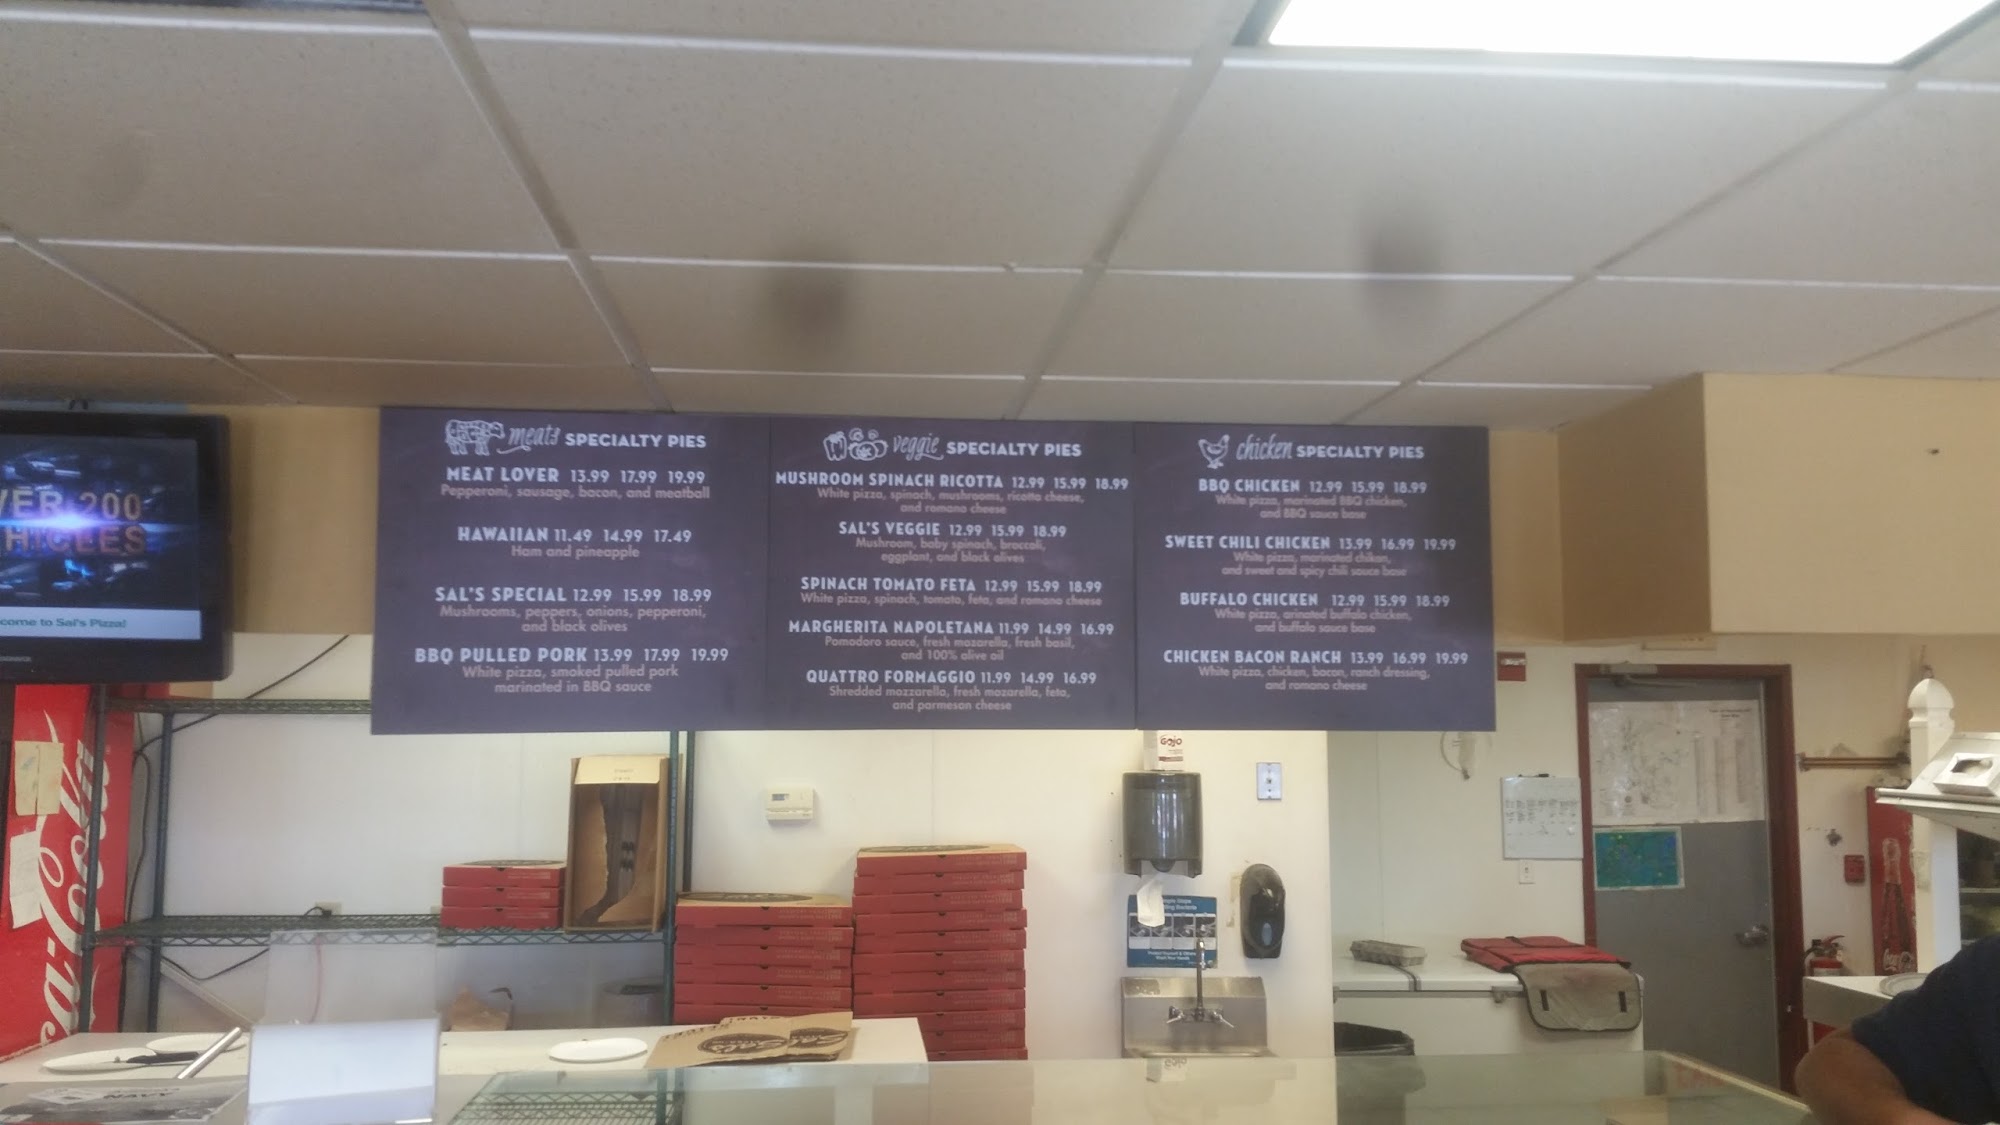 meats SPECIALTY PIES
MEAT LOVER 13.99 17.99 19.99
Pepperoni, sausage, bacon, and meatball
HAWAIIAN 11.49 14.99 17.49
Ham and pineapple
SAL'S SPECIAL 12.99 15.99 18.99
Mushrooms, peppers, onions, pepperoni,
and black olives
BBQ PULLED PORK 13.99 17.99 19.99
White pizza, smoked pulled pork
marinated in BBQ sauce
veggie SPECIALTY PIES
MUSHROOM SPINACH RICOTTA 12.99 15.99 18.99
White pizza, spinach, mushrooms, ricotta cheese,
and romano cheese
SAL'S VEGGIE 12.99 15.99 18.99
Mushroom, baby spinach, broccoli,
eggplant, and black olives
SPINACH TOMATO FETA 12.99 15.99 18.99
White pizza, spinach, tomato, feta, and romano cheese
MARGHERITA NAPOLETANA 11.99 14.99 16.99
Pomodoro sauce, fresh mozarella, fresh basil,
and 100% olive oil
QUATTRO FORMAGGIO 11.99 14.99 16.99
Shredded mozzarella, fresh mozarella, feta,
and parmesan cheese
chicken SPECIALTY PIES
BBQ CHICKEN 12.99 15.99 18.99
White pizza, marinated BBQ chicken,
and BBQ sauce base
SWEET CHILI CHICKEN 13.99 16.99 19.99
White pizza, marinated chikan,
and sweet and spicy chili sauce base
BUFFALO CHICKEN 12.99 15.99 18.99
White pizza, arinated buffalo chicken,
and buffalo sauce base
CHICKEN BACON RANCH 13.99 16.99 19.99
White pizza, chicken, bacon, ranch dressing,
and romano cheese
VER 200
HICLES
come to Sal's Pizza!
Coca-Cola
GOJO
Sal's